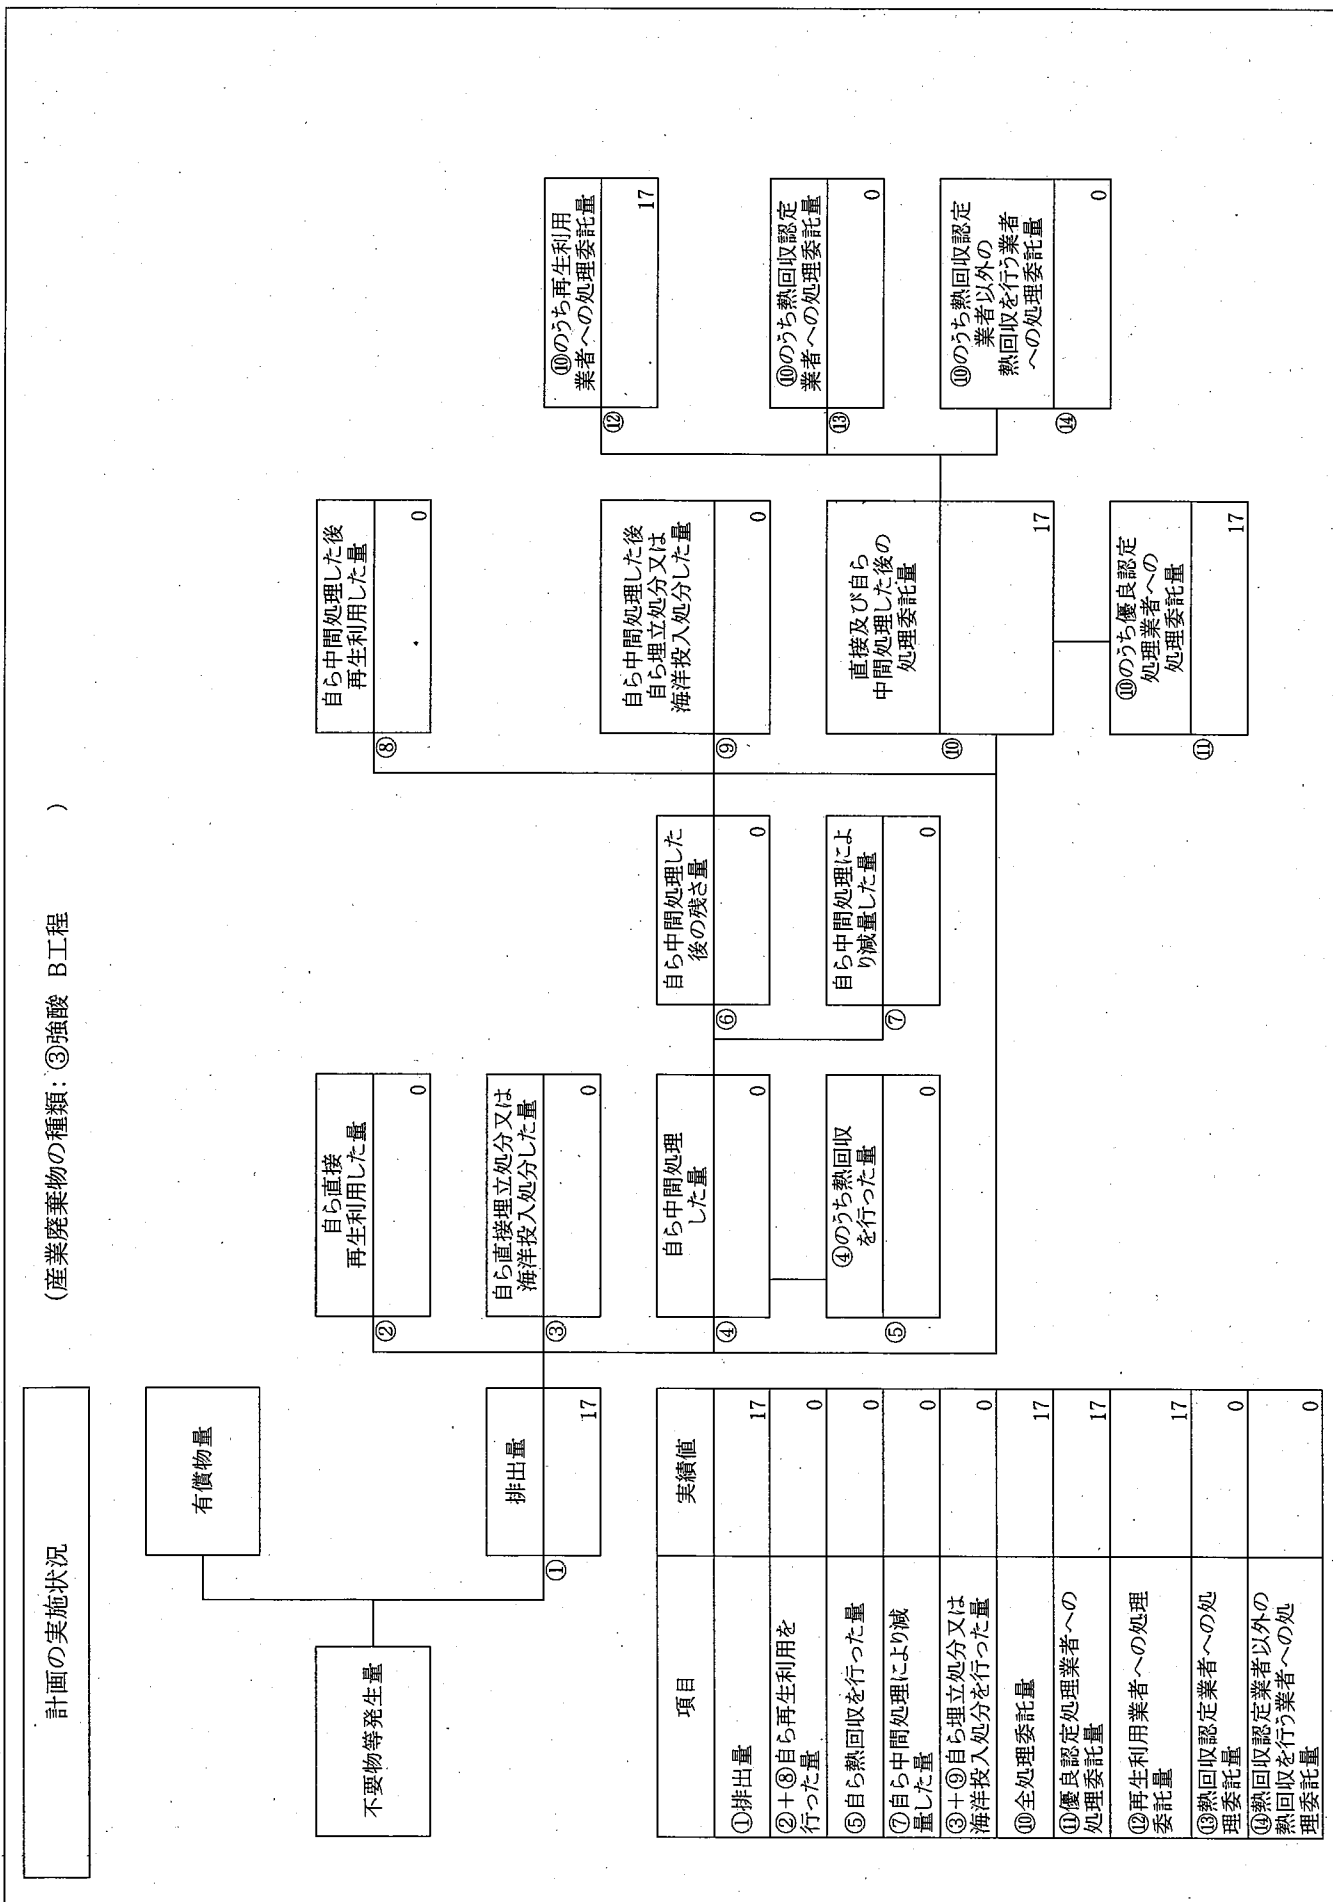 計画の実施状況
(産業廃棄物の種類：③強酸 B工程 )
不要物等発生量
有償物量
①
排出量
17
②
自ら直接
再生利用した量
0
③
自ら直接埋立処分又は
海洋投入処分した量
0
④
自ら中間処理
した量
0
⑤
④のうち熱回収
を行った量
0
⑥
自ら中間処理した
後の残さ量
0
⑦
自ら中間処理によ
り減量した量
0
⑧
自ら中間処理した後
再生利用した量
0
⑨
自ら中間処理した後
自ら埋立処分又は
海洋投入処分した量
0
⑩
直接及び自ら
中間処理した後の
処理委託量
17
⑪
⑩のうち優良認定
処理業者への
処理委託量
17
⑫
⑩のうち再生利用
業者への処理委託量
17
⑬
⑩のうち熱回収認定
業者への処理委託量
0
⑭
⑩のうち熱回収認定
業者以外の
熱回収を行う業者
への処理委託量
0
項目 実績値
①排出量 17
②+⑧自ら再生利用を
行った量 0
⑤自ら熱回収を行った量 0
⑦自ら中間処理により減
量した量 0
③+⑨自ら埋立処分又は
海洋投入処分を行った量 0
⑩全処理委託量 17
⑪優良認定処理業者への
処理委託量 17
⑫再生利用業者への処理
委託量 17
⑬熱回収認定業者への処
理委託量 0
⑭熱回収認定業者以外の
熱回収を行う業者への処
理委託量 0